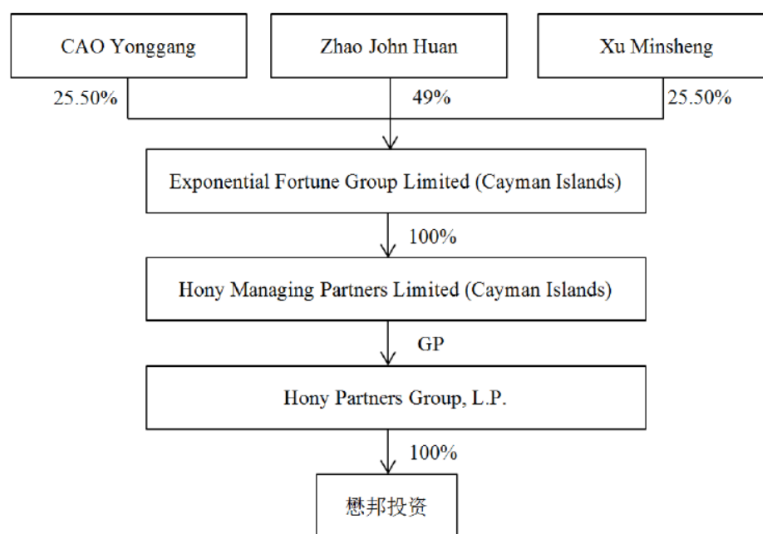 CAO Yonggang
Zhao John Huan
Xu Minsheng
25.50%
49%
25.50%
Exponential Fortune Group Limited (Cayman Islands)
100%
Hony Managing Partners Limited (Cayman Islands)
GP
Hony Partners Group, L.P.
100%
懋邦投资